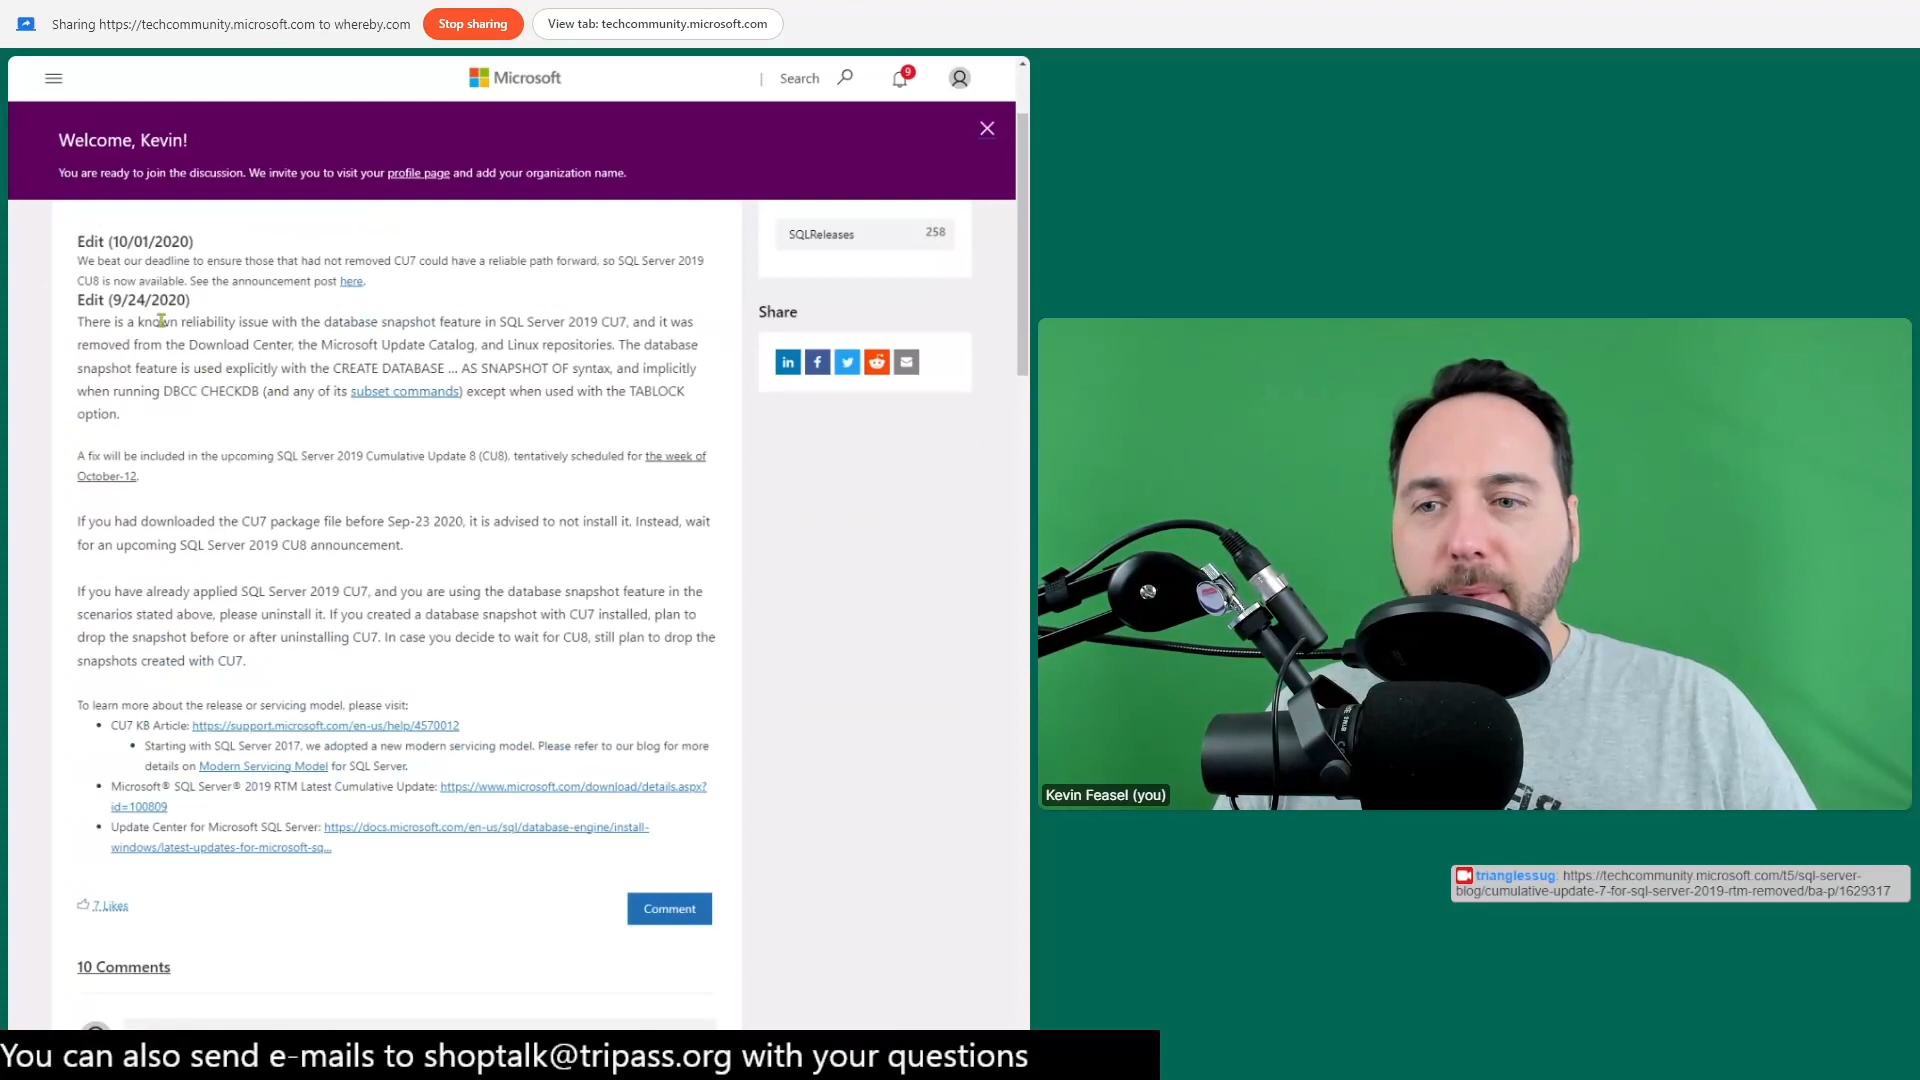 Sharing https://techcommunity.microsoft.com to whereby.com
Stop sharing
View tab: techcommunity.microsoft.com
Microsoft
| Search
9
Welcome, Kevin!
You are ready to join the discussion. We invite you to visit your profile page and add your organization name.
Edit (10/01/2020)
We beat our deadline to ensure those that had not removed CU7 could have a reliable path forward, so SQL Server 2019
CU8 is now available. See the announcement post here.
Edit (9/24/2020)
There is a known reliability issue with the database snapshot feature in SQL Server 2019 CU7, and it was
removed from the Download Center, the Microsoft Update Catalog, and Linux repositories. The database
snapshot feature is used explicitly with the CREATE DATABASE ... AS SNAPSHOT OF syntax, and implicitly
when running DBCC CHECKDB (and any of its subset commands) except when used with the TABLOCK
option.
A fix will be included in the upcoming SQL Server 2019 Cumulative Update 8 (CU8), tentatively scheduled for the week of
October-12.
If you had downloaded the CU7 package file before Sep-23 2020, it is advised to not install it. Instead, wait
for an upcoming SQL Server 2019 CU8 announcement.
If you have already applied SQL Server 2019 CU7, and you are using the database snapshot feature in the
scenarios stated above, please uninstall it. If you created a database snapshot with CU7 installed, plan to
drop the snapshot before or after uninstalling CU7. In case you decide to wait for CU8, still plan to drop the
snapshots created with CU7.
To learn more about the release or servicing model, please visit:
• CU7 KB Article: https://support.microsoft.com/en-us/help/4570012
• Starting with SQL Server 2017, we adopted a new modern servicing model. Please refer to our blog for more
details on Modern Servicing Model for SQL Server.
• Microsoft® SQL Server® 2019 RTM Latest Cumulative Update: https://www.microsoft.com/download/details.aspx?
id=100809
• Update Center for Microsoft SQL Server: https://docs.microsoft.com/en-us/sql/database-engine/install-
windows/latest-updates-for-microsoft-sq...
7 Likes
Comment
10 Comments
SQLReleases 258
Share
in f
Kevin Feasel (you)
trianglessug: https://techcommunity.microsoft.com/t5/sql-server-
blog/cumulative-update-7-for-sql-server-2019-rtm-removed/ba-p/1629317
You can also send e-mails to shoptalk@tripass.org with your questions